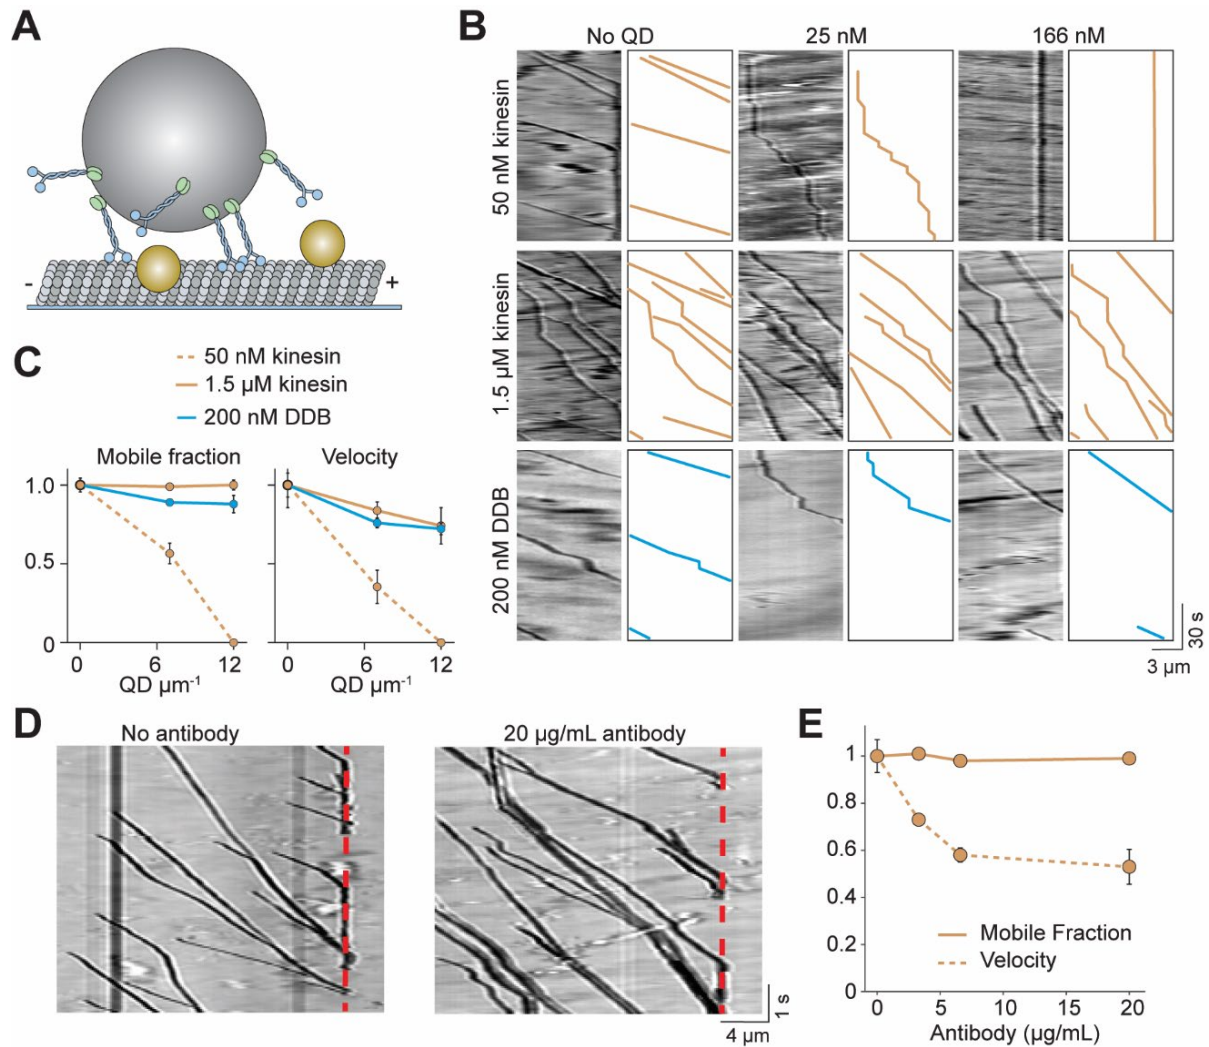 A
-
+
B
No QD
25 nM
166 nM
50 nM kinesin
1.5 µM kinesin
200 nM DDB
30 s
3 µm
C
50 nM kinesin
1.5 µM kinesin
200 nM DDB
Mobile fraction
Velocity
1.0
0.5
0
0
6
12
QD µm⁻¹
0
6
12
QD µm⁻¹
D
No antibody
20 µg/mL antibody
1 s
4 µm
E
1
0.8
0.6
0.4
0.2
0
Mobile Fraction
Velocity
0
5
10
15
20
Antibody (µg/mL)